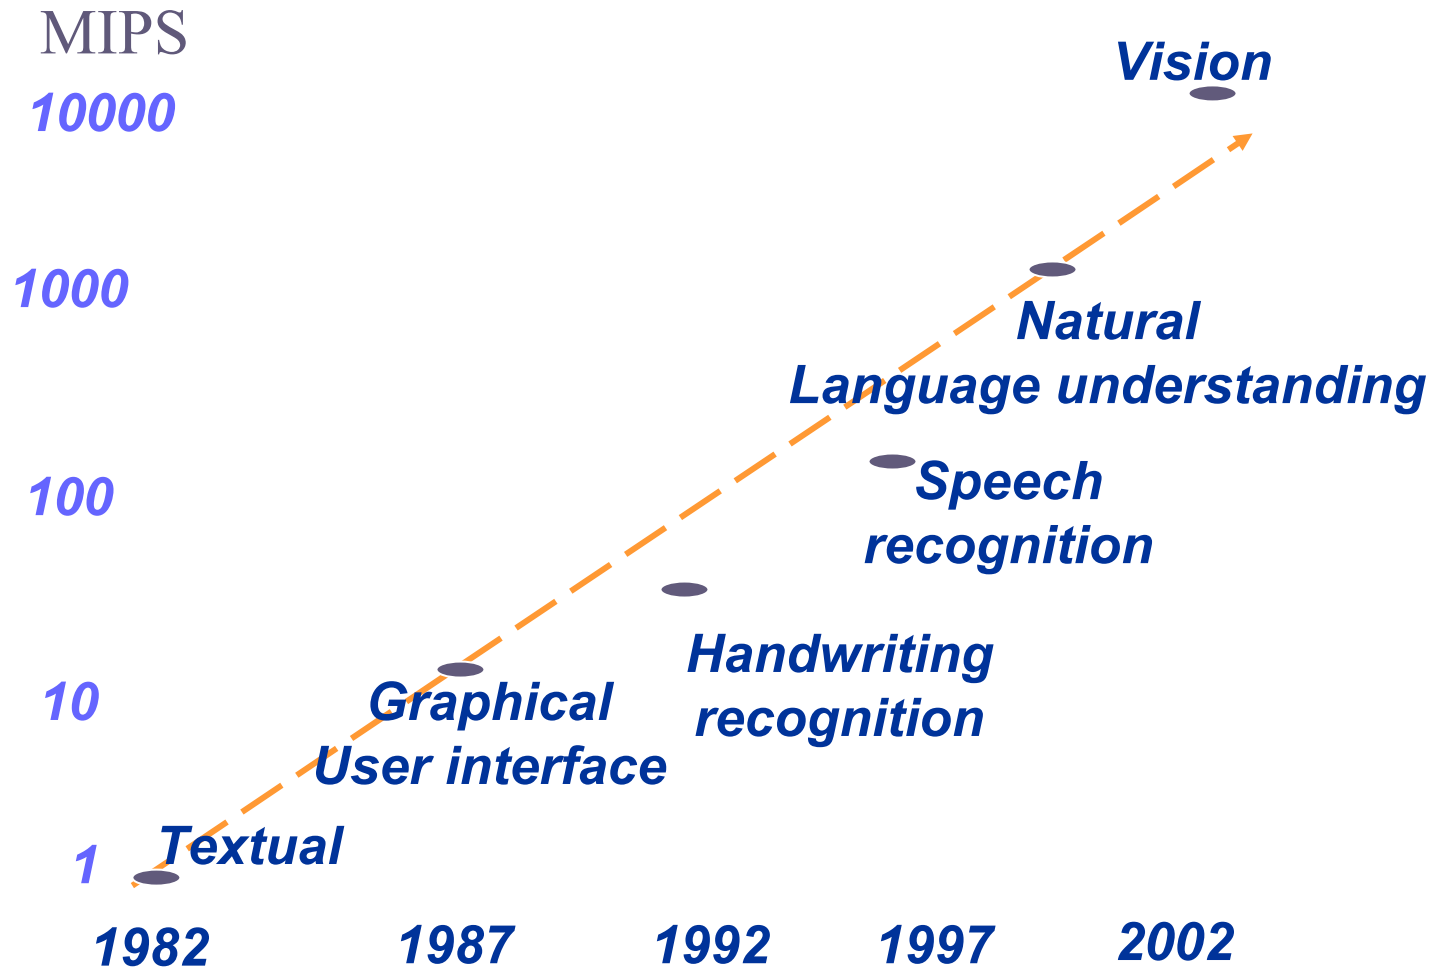 MIPS
Vision
10000
1000
Natural
Language understanding
100
Speech
recognition
Handwriting
recognition
10
Graphical
User interface
1
Textual
1982
1987
1992
1997
2002